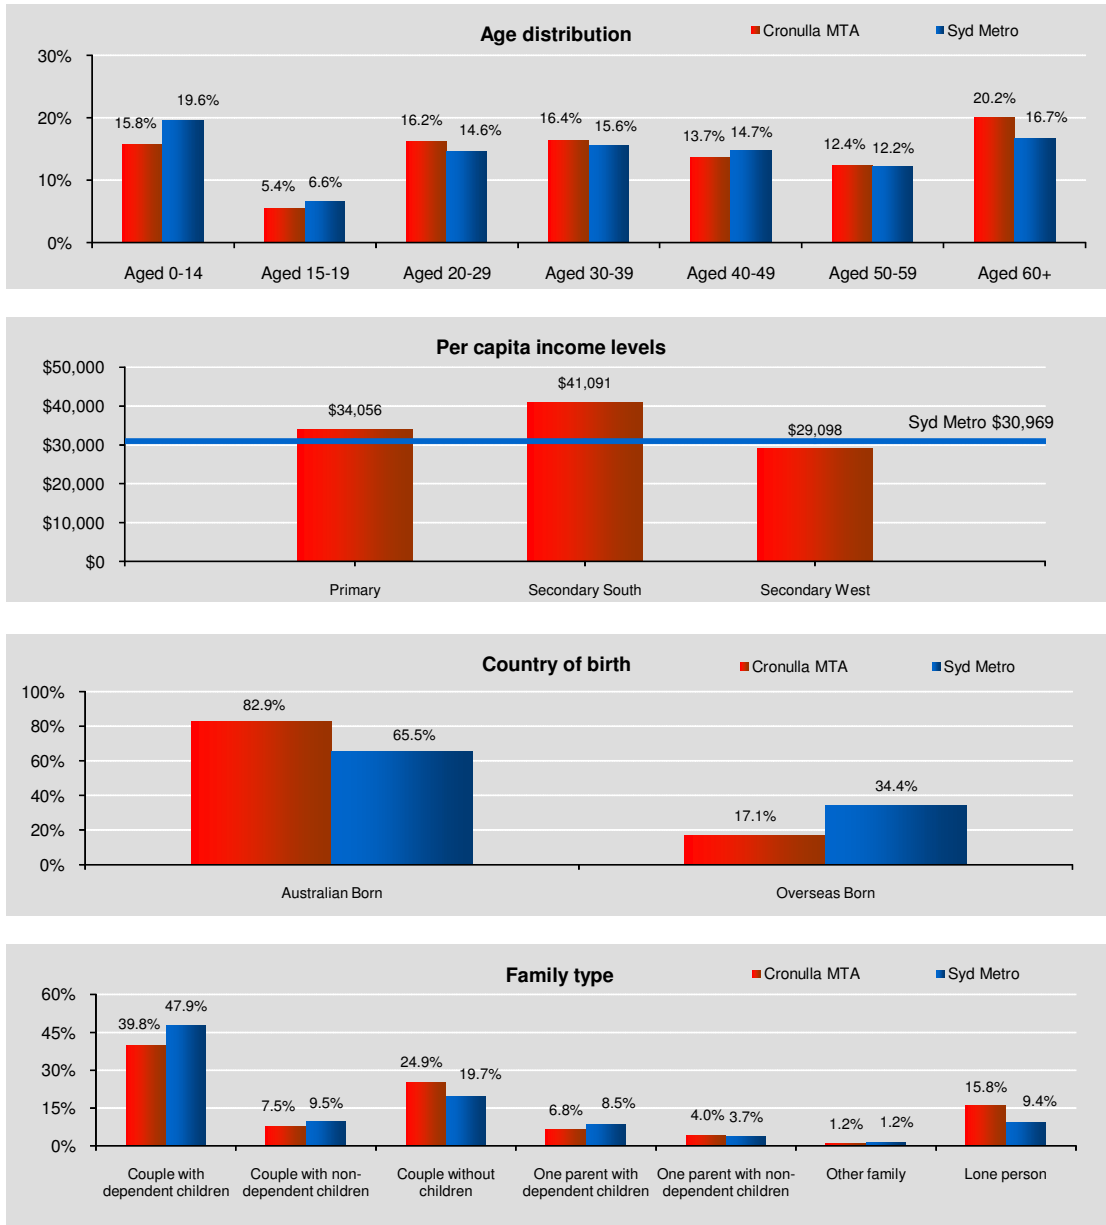 Age distribution
Cronulla MTA Syd Metro
30%
20%
10%
0%
15.8% 19.6%
5.4% 6.6%
16.2% 14.6%
16.4% 15.6%
13.7% 14.7%
12.4% 12.2%
20.2% 16.7%
Aged 0-14 Aged 15-19 Aged 20-29 Aged 30-39 Aged 40-49 Aged 50-59 Aged 60+
Per capita income levels
$50,000
$40,000
$30,000
$20,000
$10,000
$0
$34,056
$41,091
$29,098
Syd Metro $30,969
Primary Secondary South Secondary West
Country of birth
Cronulla MTA Syd Metro
100%
80%
60%
40%
20%
0%
82.9% 65.5%
17.1% 34.4%
Australian Born Overseas Born
Family type
Cronulla MTA Syd Metro
60%
45%
30%
15%
0%
39.8% 47.9%
7.5% 9.5%
24.9% 19.7%
6.8% 8.5%
4.0% 3.7%
1.2% 1.2%
15.8% 9.4%
Couple with
dependent children
Couple with non-
dependent children
Couple without
children
One parent with
dependent children
One parent with non-
dependent children
Other family
Lone person